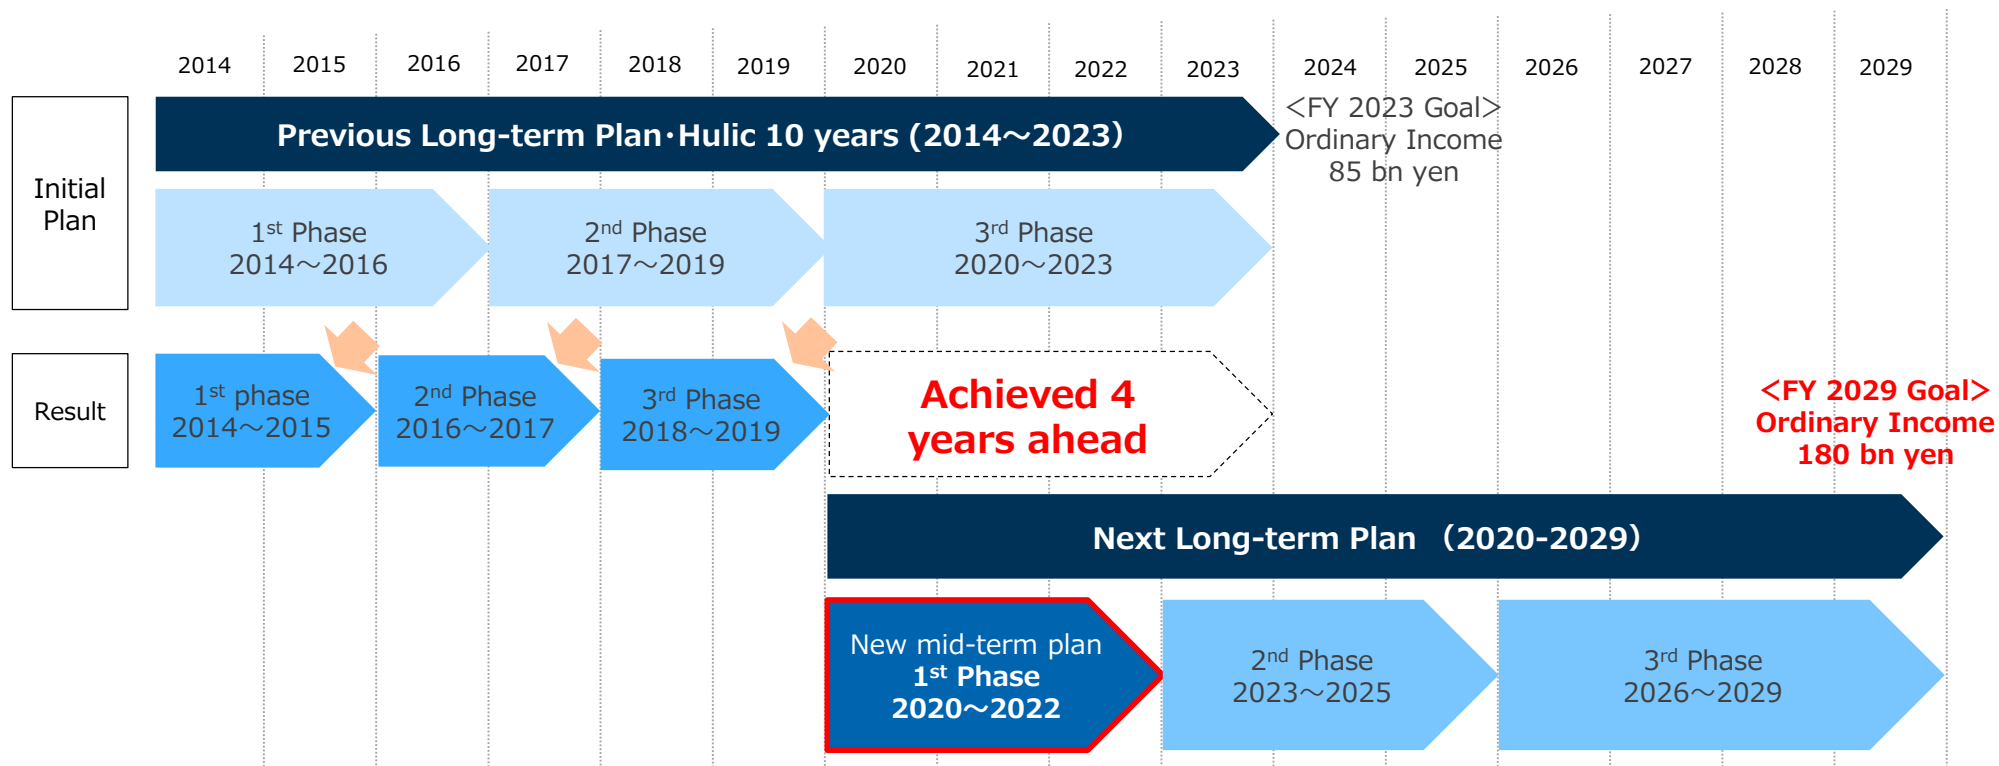 2014 2015 2016 2017 2018 2019 2020 2021 2022 2023 2024 2025 2026 2027 2028 2029
Initial
Plan
Previous Long-term Plan･Hulic 10 years (2014～2023）
<FY 2023 Goal>
Ordinary Income
85 bn yen
1st Phase
2014～2016
2nd Phase
2017～2019
3rd Phase
2020～2023
Result
1st phase
2014～2015
2nd Phase
2016～2017
3rd Phase
2018～2019
Achieved 4
years ahead
<FY 2029 Goal>
Ordinary Income
180 bn yen
Next Long-term Plan （2020-2029）
New mid-term plan
1st Phase
2020～2022
2nd Phase
2023～2025
3rd Phase
2026～2029